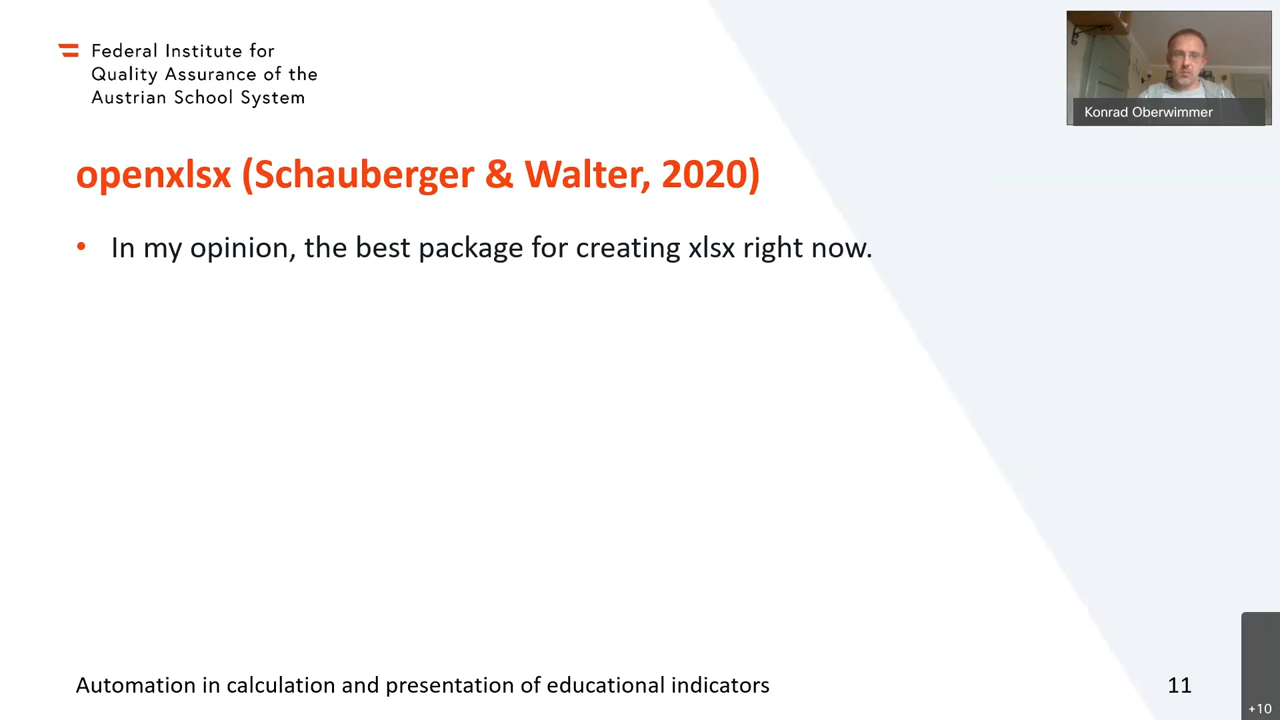 Federal Institute for
Quality Assurance of the
Austrian School System
Konrad Oberwimmer
openxlsx (Schauberger & Walter, 2020)
• In my opinion, the best package for creating xlsx right now.
Automation in calculation and presentation of educational indicators
11
+10